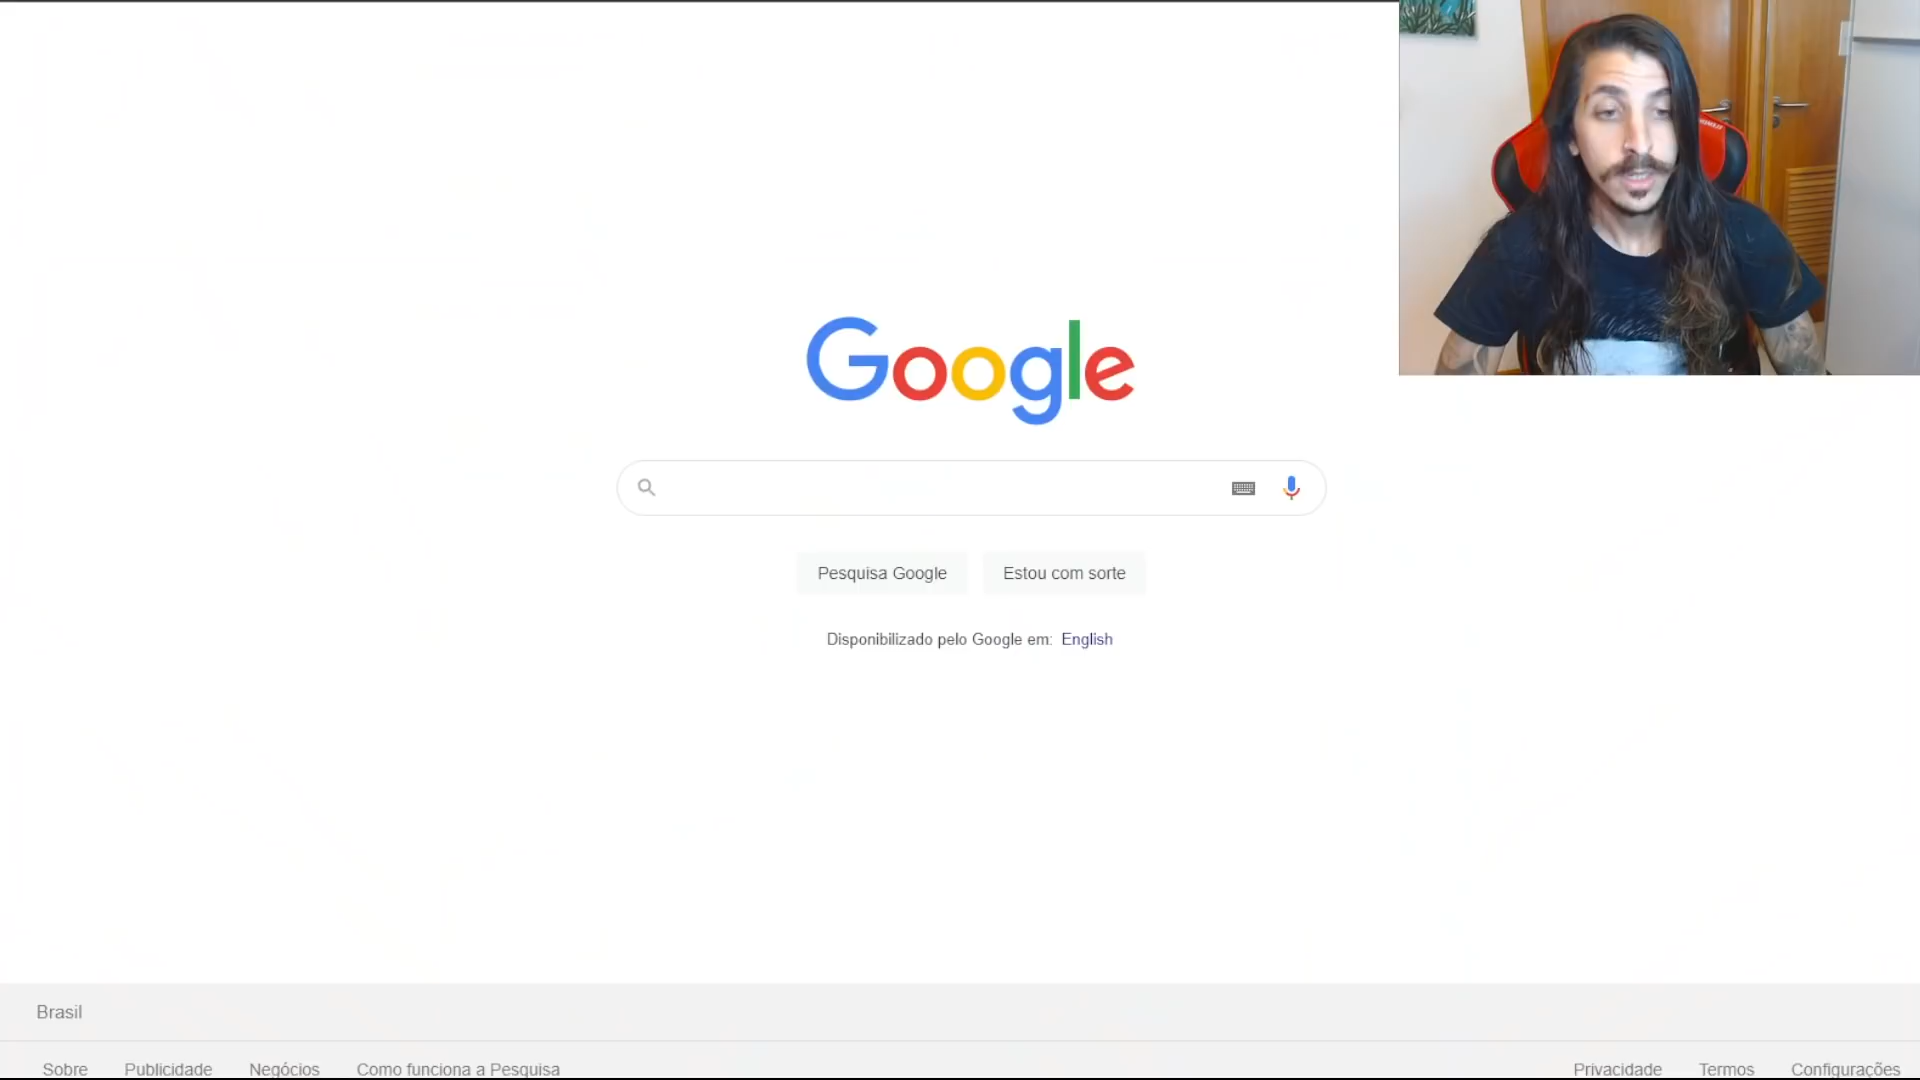 Google
Pesquisa Google
Estou com sorte
Disponibilizado pelo Google em: English
Brasil
Sobre
Publicidade
Negócios
Como funciona a Pesquisa
Privacidade
Termos
Configurações